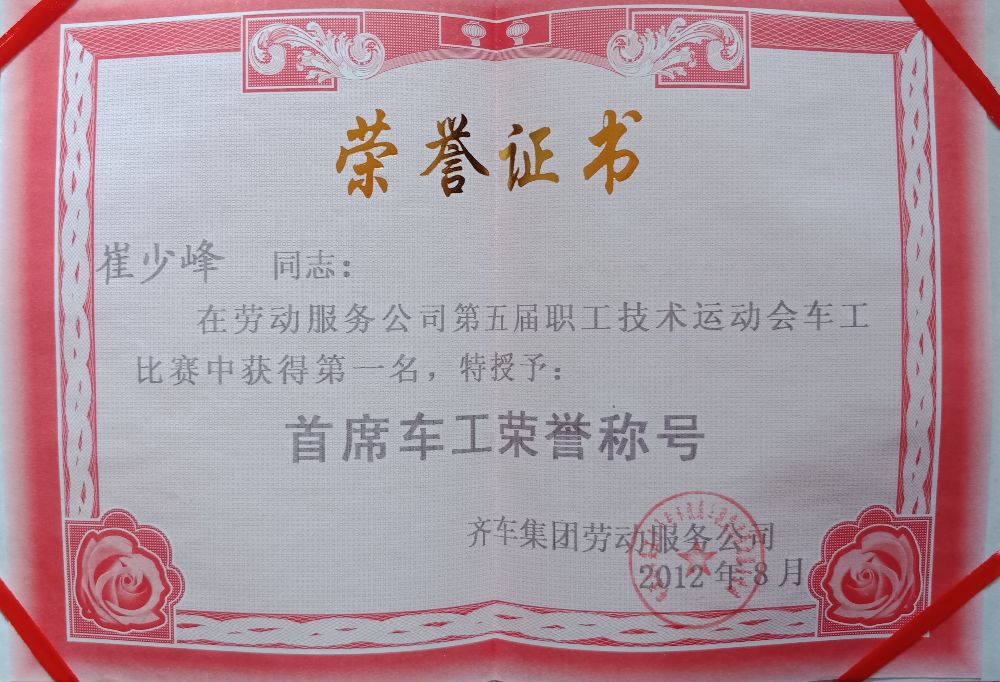 荣誉证书
崔少峰 同志：
在劳动服务公司第五届职工技术运动会车工
比赛中获得第一名，特授予：
首席车工荣誉称号
齐车集团劳动服务公司
2012年8月